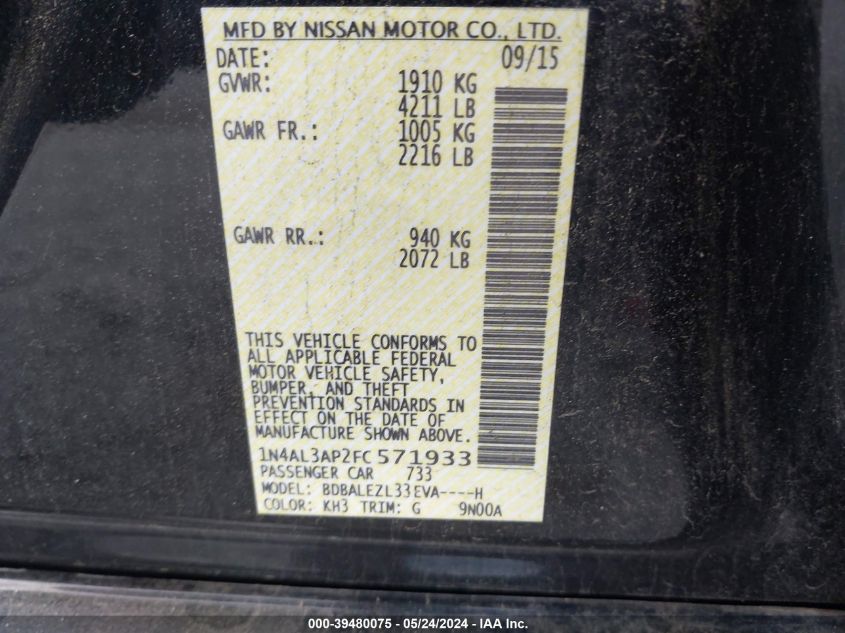 MFD BY NISSAN MOTOR CO., LTD.
DATE: 09/15
GVWR: 1910 KG
4211 LB
GAWR FR.: 1005 KG
2216 LB
GAWR RR.: 940 KG
2072 LB
THIS VEHICLE CONFORMS TO
ALL APPLICABLE FEDERAL
MOTOR VEHICLE SAFETY,
BUMPER, AND THEFT
PREVENTION STANDARDS IN
EFFECT ON THE DATE OF
MANUFACTURE SHOWN ABOVE.
1N4AL3AP2FC571933
PASSENGER CAR 733
MODEL: BDBALEZL33EVA----H
COLOR: KH3 TRIM: G 9N00A
000-39480075 - 05/24/2024 - IAA Inc.